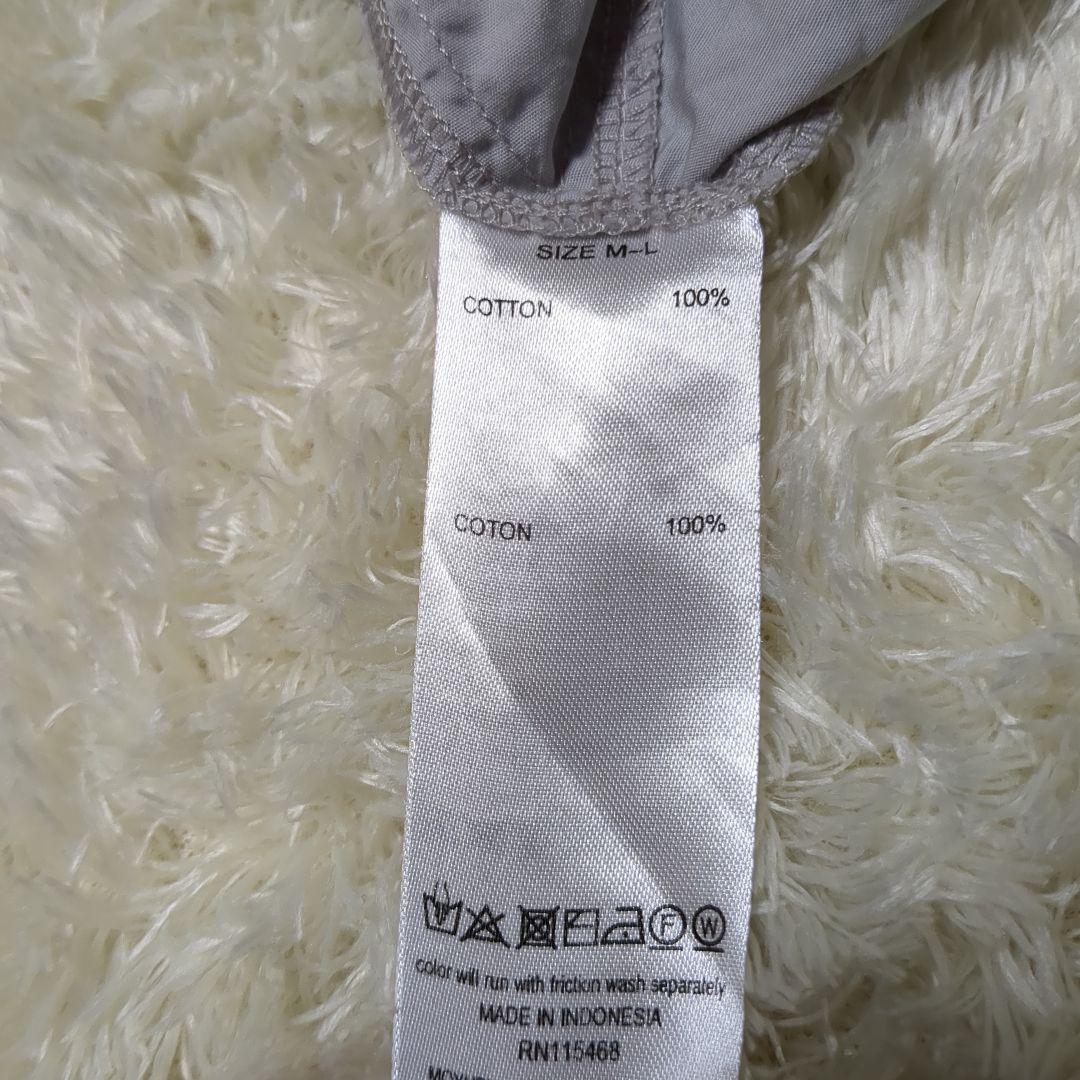 SIZE M-L
COTTON 100%
COTON 100%
F W
color will run with friction wash separately
MADE IN INDONESIA
RN115468